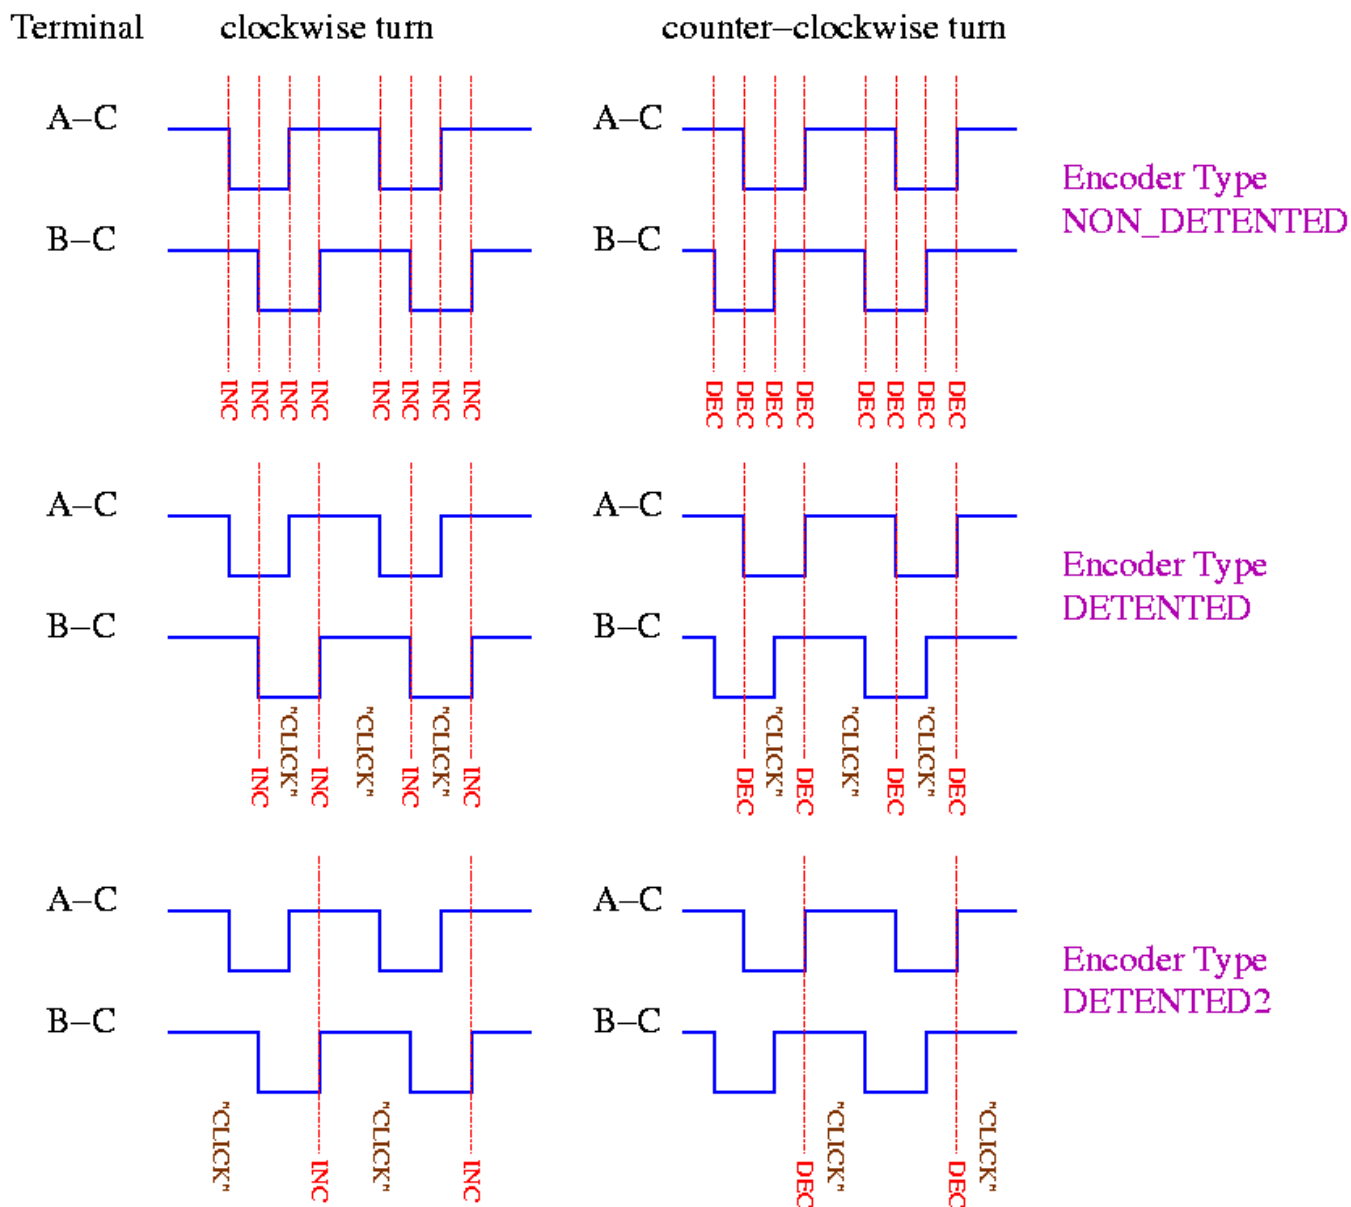 Terminal clockwise turn counter−clockwise turn
A−C A−C
Encoder Type
NON_DETENTED
B−C B−C
INC INC INC INC INC INC INC INC DEC DEC DEC DEC DEC DEC DEC DEC
A−C A−C
Encoder Type
DETENTED
B−C B−C
"CLICK" "CLICK" "CLICK" "CLICK" "CLICK" "CLICK"
INC INC INC INC DEC DEC DEC DEC
A−C A−C
Encoder Type
DETENTED2
B−C B−C
"CLICK" "CLICK" "CLICK" "CLICK"
INC INC DEC DEC